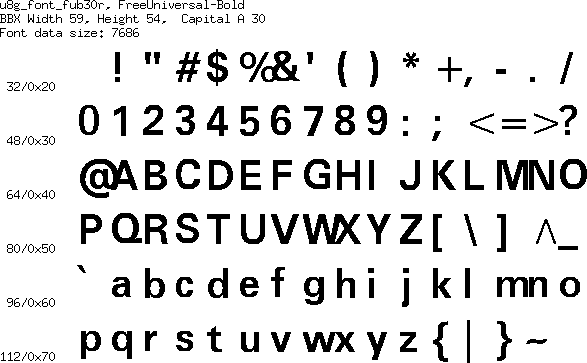 u8g_font_fub30r, FreeUniversal-Bold
BBX Width 59, Height 54,  Capital A 30
Font data size: 7686
32/0x20 ! " # $ % & ' ( ) * + , - . /
48/0x30 0 1 2 3 4 5 6 7 8 9 : ; < = > ?
64/0x40 @ A B C D E F G H I J K L M N O
80/0x50 P Q R S T U V W X Y Z [ \ ] ^ _
96/0x60 ` a b c d e f g h i j k l m n o
112/0x70 p q r s t u v w x y z { | } ~